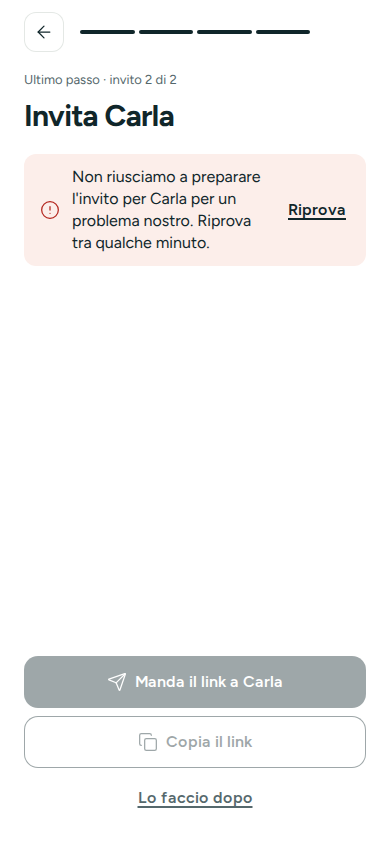 Ultimo passo · invito 2 di 2
Invita Carla
Non riusciamo a preparare
l'invito per Carla per un
problema nostro. Riprova
tra qualche minuto.
Riprova
Manda il link a Carla
Copia il link
Lo faccio dopo